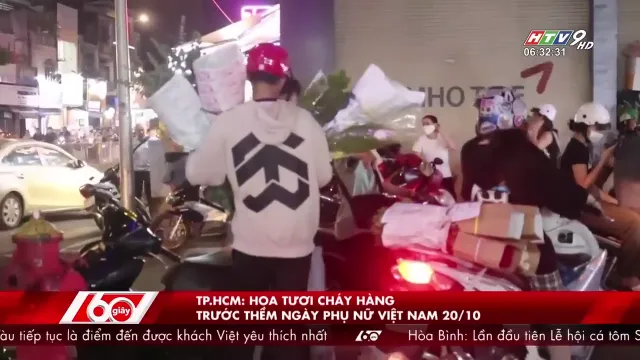 HTV9 HD
06:32:31
HO T
TP.HCM: HOA TƯƠI CHÁY HÀNG
TRƯỚC THỀM NGÀY PHỤ NỮ VIỆT NAM 20/10
60 giây
àu tiếp tục là điểm đến được khách Việt yêu thích nhất
Hòa Bình: Lần đầu tiên Lễ hội cá tôm S